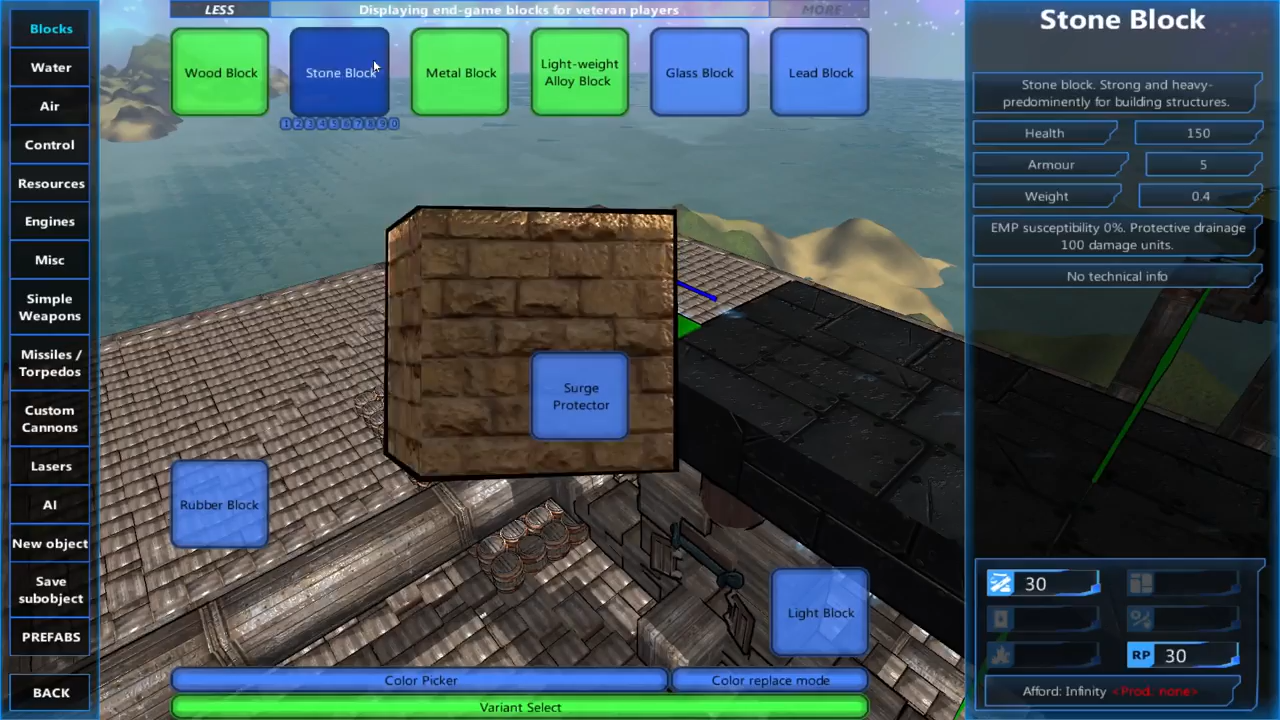 LESS
Displaying end-game blocks for veteran players
MORE
Blocks
Water
Air
Control
Resources
Engines
Misc
Simple
Weapons
Missiles /
Torpedos
Custom
Cannons
Lasers
AI
New object
Save
subobject
PREFABS
BACK
Wood Block
Stone Block
Metal Block
Light-weight
Alloy Block
Glass Block
Lead Block
1 2 3 4 5 6 7 8 9 0
Surge
Protector
Rubber Block
Light Block
Color Picker
Color replace mode
Variant Select
Stone Block
Stone block. Strong and heavy-
predominently for building structures.
Health
150
Armour
5
Weight
0.4
EMP susceptibility 0%. Protective drainage
100 damage units.
No technical info
30
RP
30
Afford: Infinity <Prod. none>